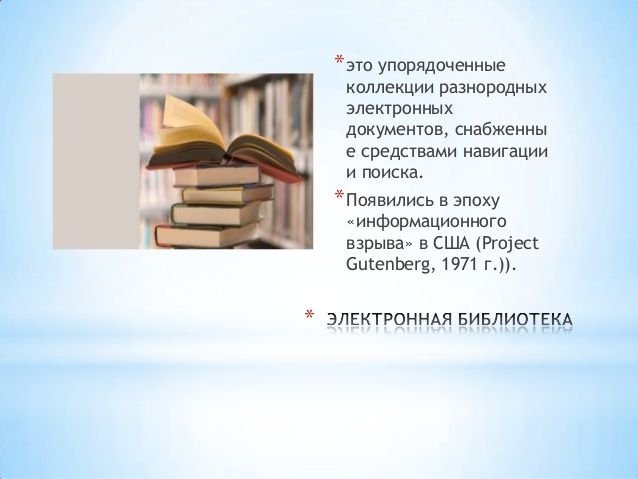 * это упорядоченные
коллекции разнородных
электронных
документов, снабженны
е средствами навигации
и поиска.
* Появились в эпоху
«информационного
взрыва» в США (Project
Gutenberg, 1971 г.)).
* ЭЛЕКТРОННАЯ БИБЛИОТЕКА